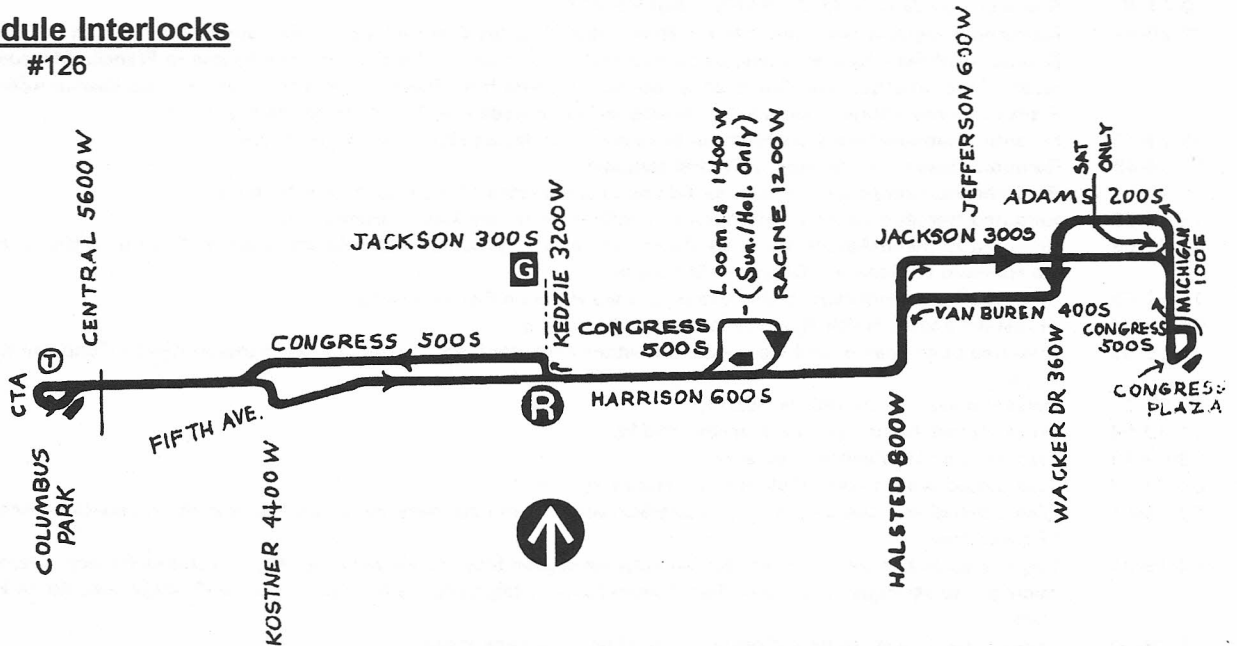 dule Interlocks
#126
CENTRAL 5600W
JACKSON 300S
G
KEDZIE 3200W
Loomis 1400W
(Sun./Hol. Only)
RACINE 1200W
JEFFERSON 600W
SAT
ONLY
ADAMS 200S
JACKSON 300S
MICHIGAN
100E
VAN BUREN 400S
CONGRESS
500S
CONGRESS
PLAZA
CONGRESS 500S
CONGRESS
500S
CTA
T
R
HARRISON 600S
FIFTH AVE.
COLUMBUS
PARK
KOSTNER 4400W
HALSTED 800W
WACKER DR. 360W